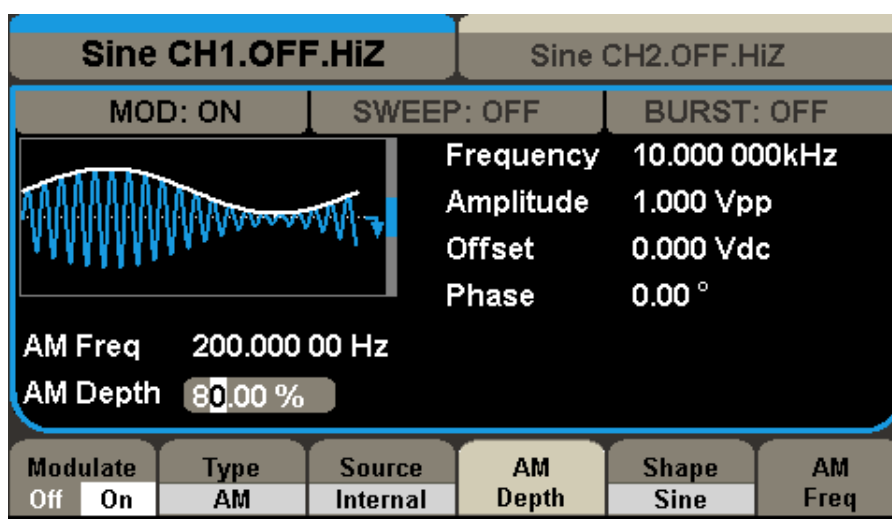 Sine CH1.OFF.HiZ
Sine CH2.OFF.HiZ
MOD: ON
SWEEP: OFF
BURST: OFF
Frequency 10.000 000kHz
Amplitude 1.000 Vpp
Offset 0.000 Vdc
Phase 0.00 °
AM Freq 200.000 00 Hz
AM Depth 80.00 %
Modulate
Off On
Type
AM
Source
Internal
AM
Depth
Shape
Sine
AM
Freq